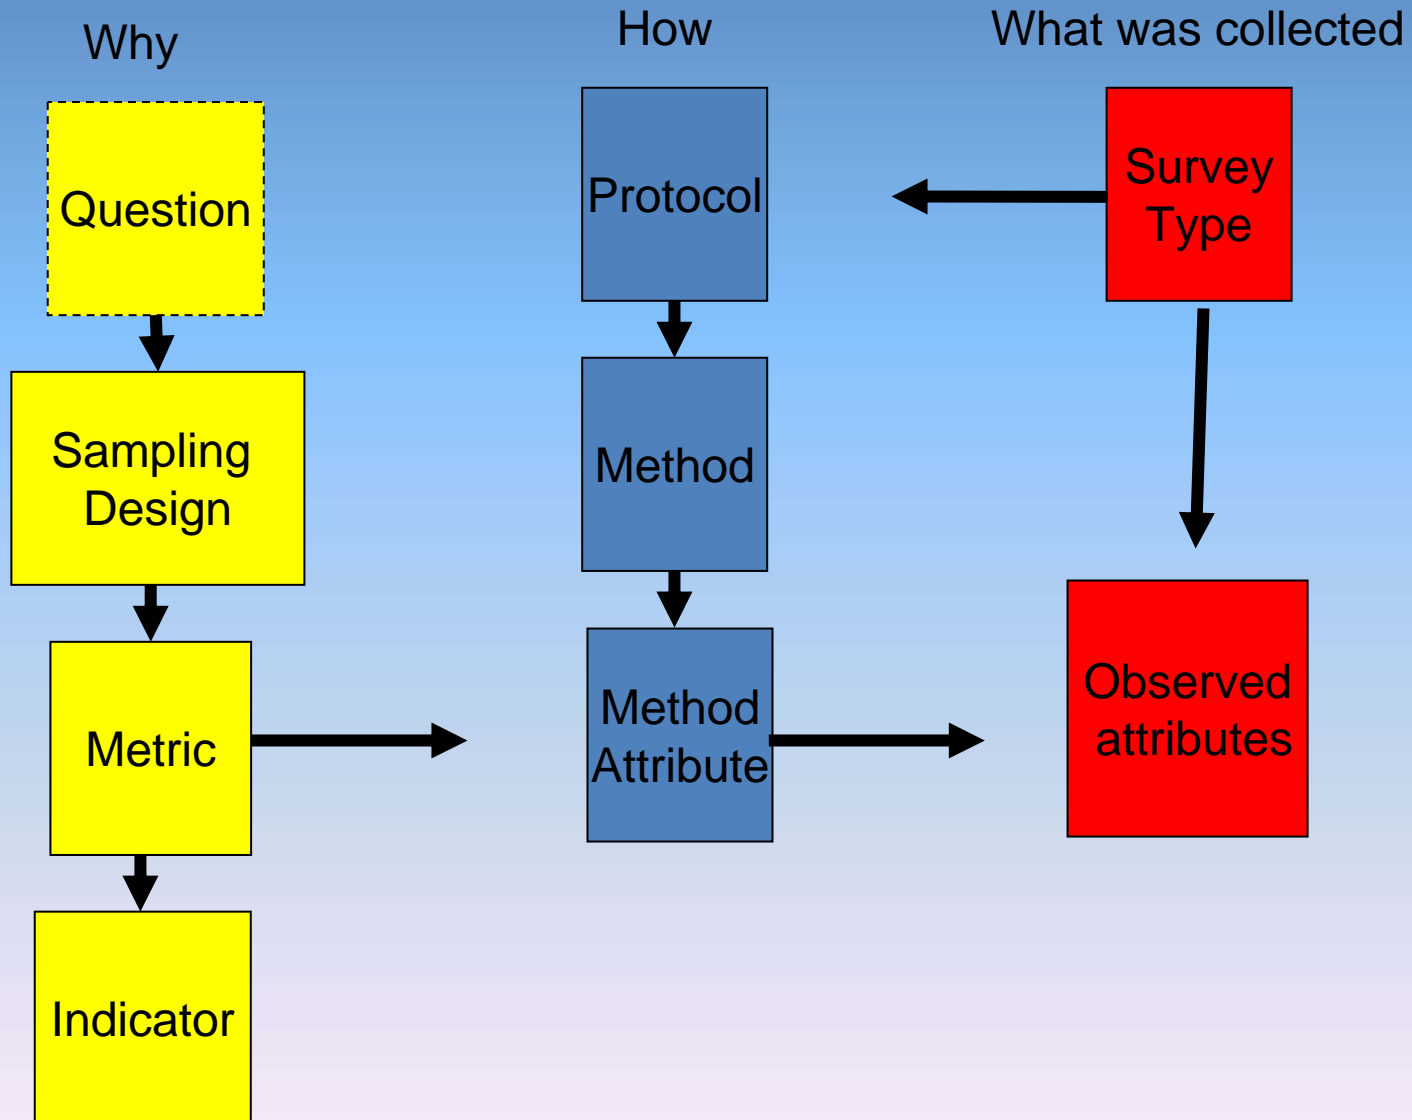 Why
Question
Sampling
Design
Metric
Indicator
How
Protocol
Method
Method
Attribute
What was collected
Survey
Type
Observed
attributes